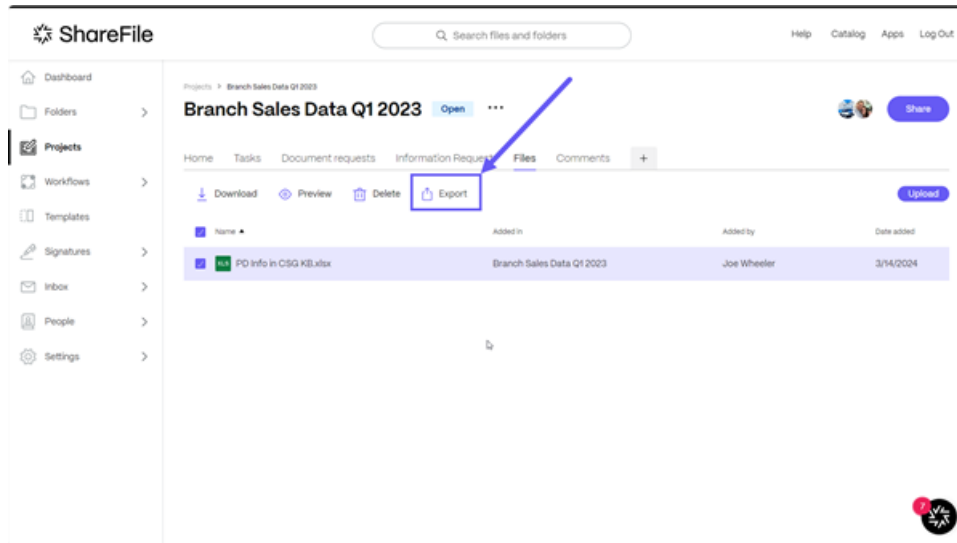 ShareFile
Search files and folders
Help Catalog Apps Log Out
Dashboard
Folders
Projects
Workflows
Templates
Signatures
Inbox
People
Settings
Projects > Branch Sales Data Q1 2023
Branch Sales Data Q1 2023 Open ...
Share
Home Tasks Document requests Information Request Files Comments +
Download Preview Delete Export
Upload
Name Added in Added by Date added
XLS PD Info in CSG KB.xlsx Branch Sales Data Q1 2023 Joe Wheeler 3/14/2024
7